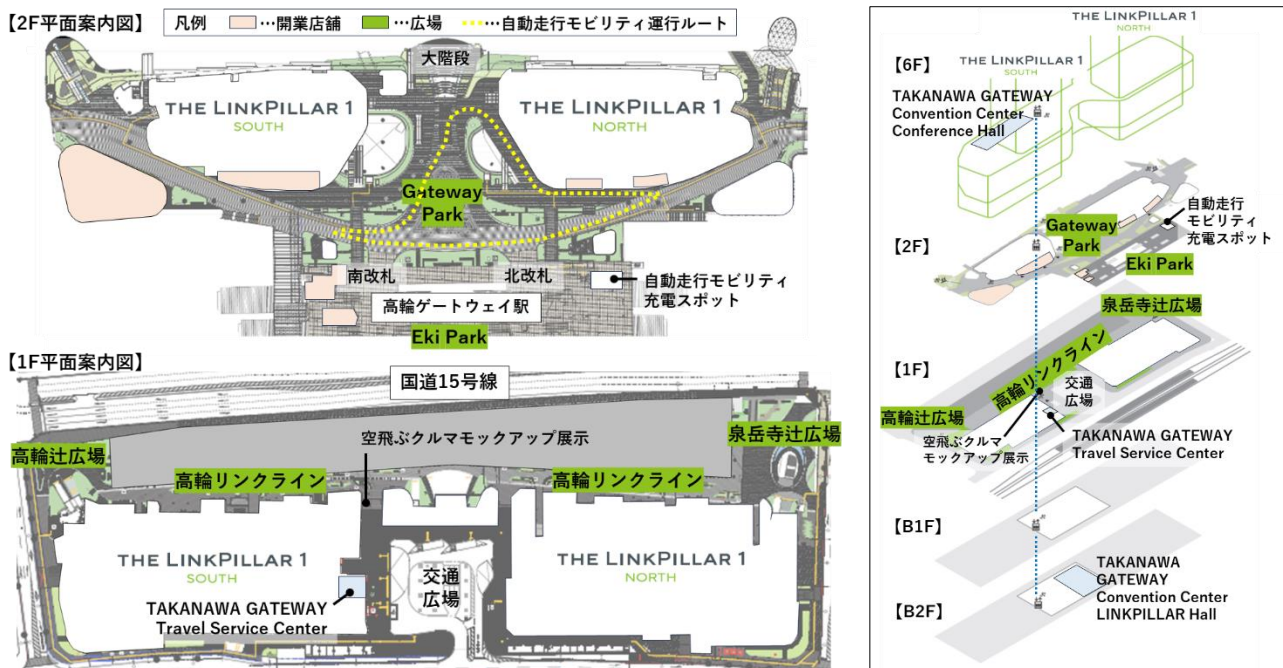 【2F平面案内図】
凡例 …開業店舗 …広場 …自動走行モビリティ運行ルート
大階段
THE LINKPILLAR 1
SOUTH
THE LINKPILLAR 1
NORTH
Gateway
Park
南改札
北改札
高輪ゲートウェイ駅
自動走行モビリティ
充電スポット
Eki Park
【1F平面案内図】
国道15号線
高輪辻広場
空飛ぶクルマモックアップ展示
泉岳寺辻広場
高輪リンクライン
高輪リンクライン
THE LINKPILLAR 1
SOUTH
交通
広場
THE LINKPILLAR 1
NORTH
TAKANAWA GATEWAY
Travel Service Center
THE LINKPILLAR 1
NORTH
【6F】
THE LINKPILLAR 1
SOUTH
TAKANAWA GATEWAY
Convention Center
Conference Hall
【2F】
Gateway
Park
自動走行
モビリティ
充電スポット
Eki Park
泉岳寺辻広場
【1F】
高輪リンクライン
交通
広場
高輪辻広場
空飛ぶクルマ
モックアップ展示
TAKANAWA GATEWAY
Travel Service Center
【B1F】
【B2F】
TAKANAWA
GATEWAY
Convention Center
LINKPILLAR Hall